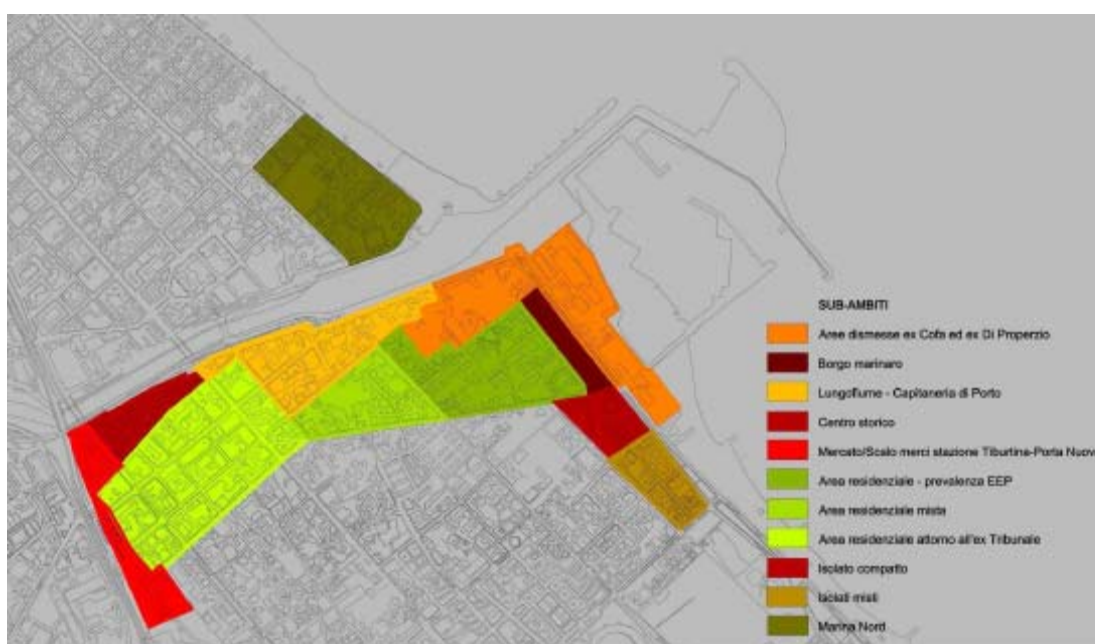 SUB-AMBITI
Aree dismesse ex Cofa ed ex Di Properzio
Borgo marinaro
Lungofiume - Capitaneria di Porto
Centro storico
Mercato/Scalo merci stazione Tiburtina-Porta Nuov
Area residenziale - prevalenza EEP
Area residenziale mista
Area residenziale attorno all'ex Tribunale
Isolato compatto
Isolati misti
Marina Nord